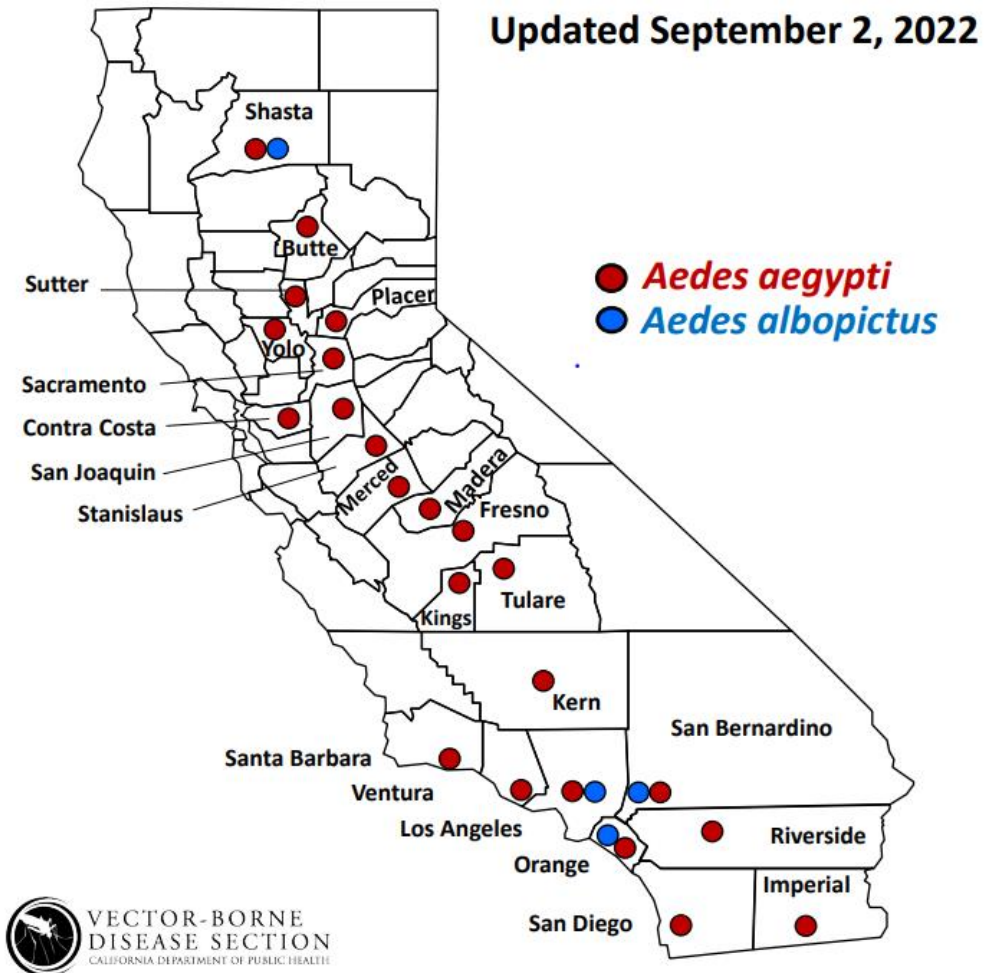 Updated September 2, 2022
Shasta
Butte
Sutter
Placer
Yolo
Sacramento
Contra Costa
San Joaquin
Stanislaus
Merced
Madera
Fresno
Tulare
Kings
Kern
San Bernardino
Santa Barbara
Ventura
Los Angeles
Orange
Riverside
Imperial
San Diego
Aedes aegypti
Aedes albopictus
VECTOR-BORNE
DISEASE SECTION
CALIFORNIA DEPARTMENT OF PUBLIC HEALTH